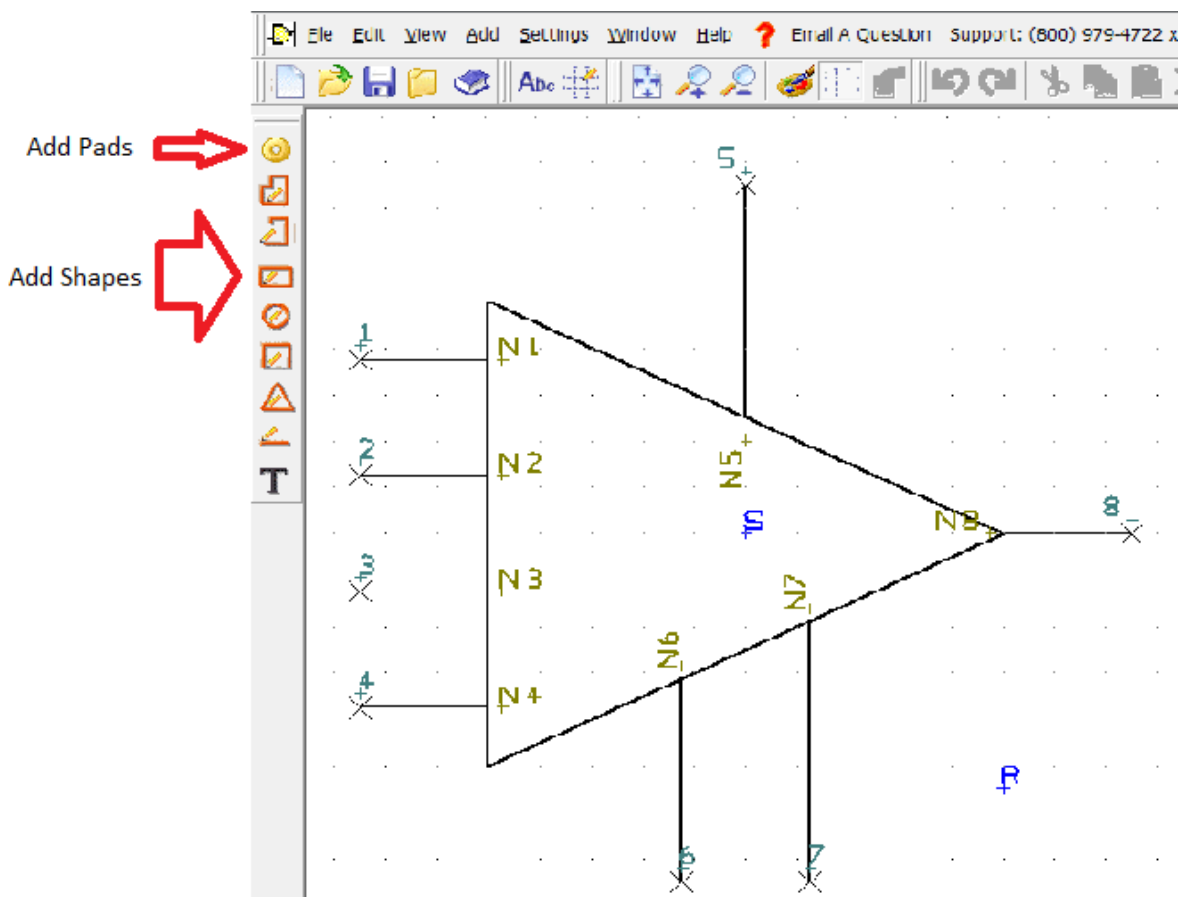 File Edit View Add Settings Window Help ? Email A Question Support: (800) 979-4722 x
Abc
Add Pads
Add Shapes
T
5
1
N1
2
N2
N5
S
N8
8
3
N3
N7
N6
4
N4
R
6
7